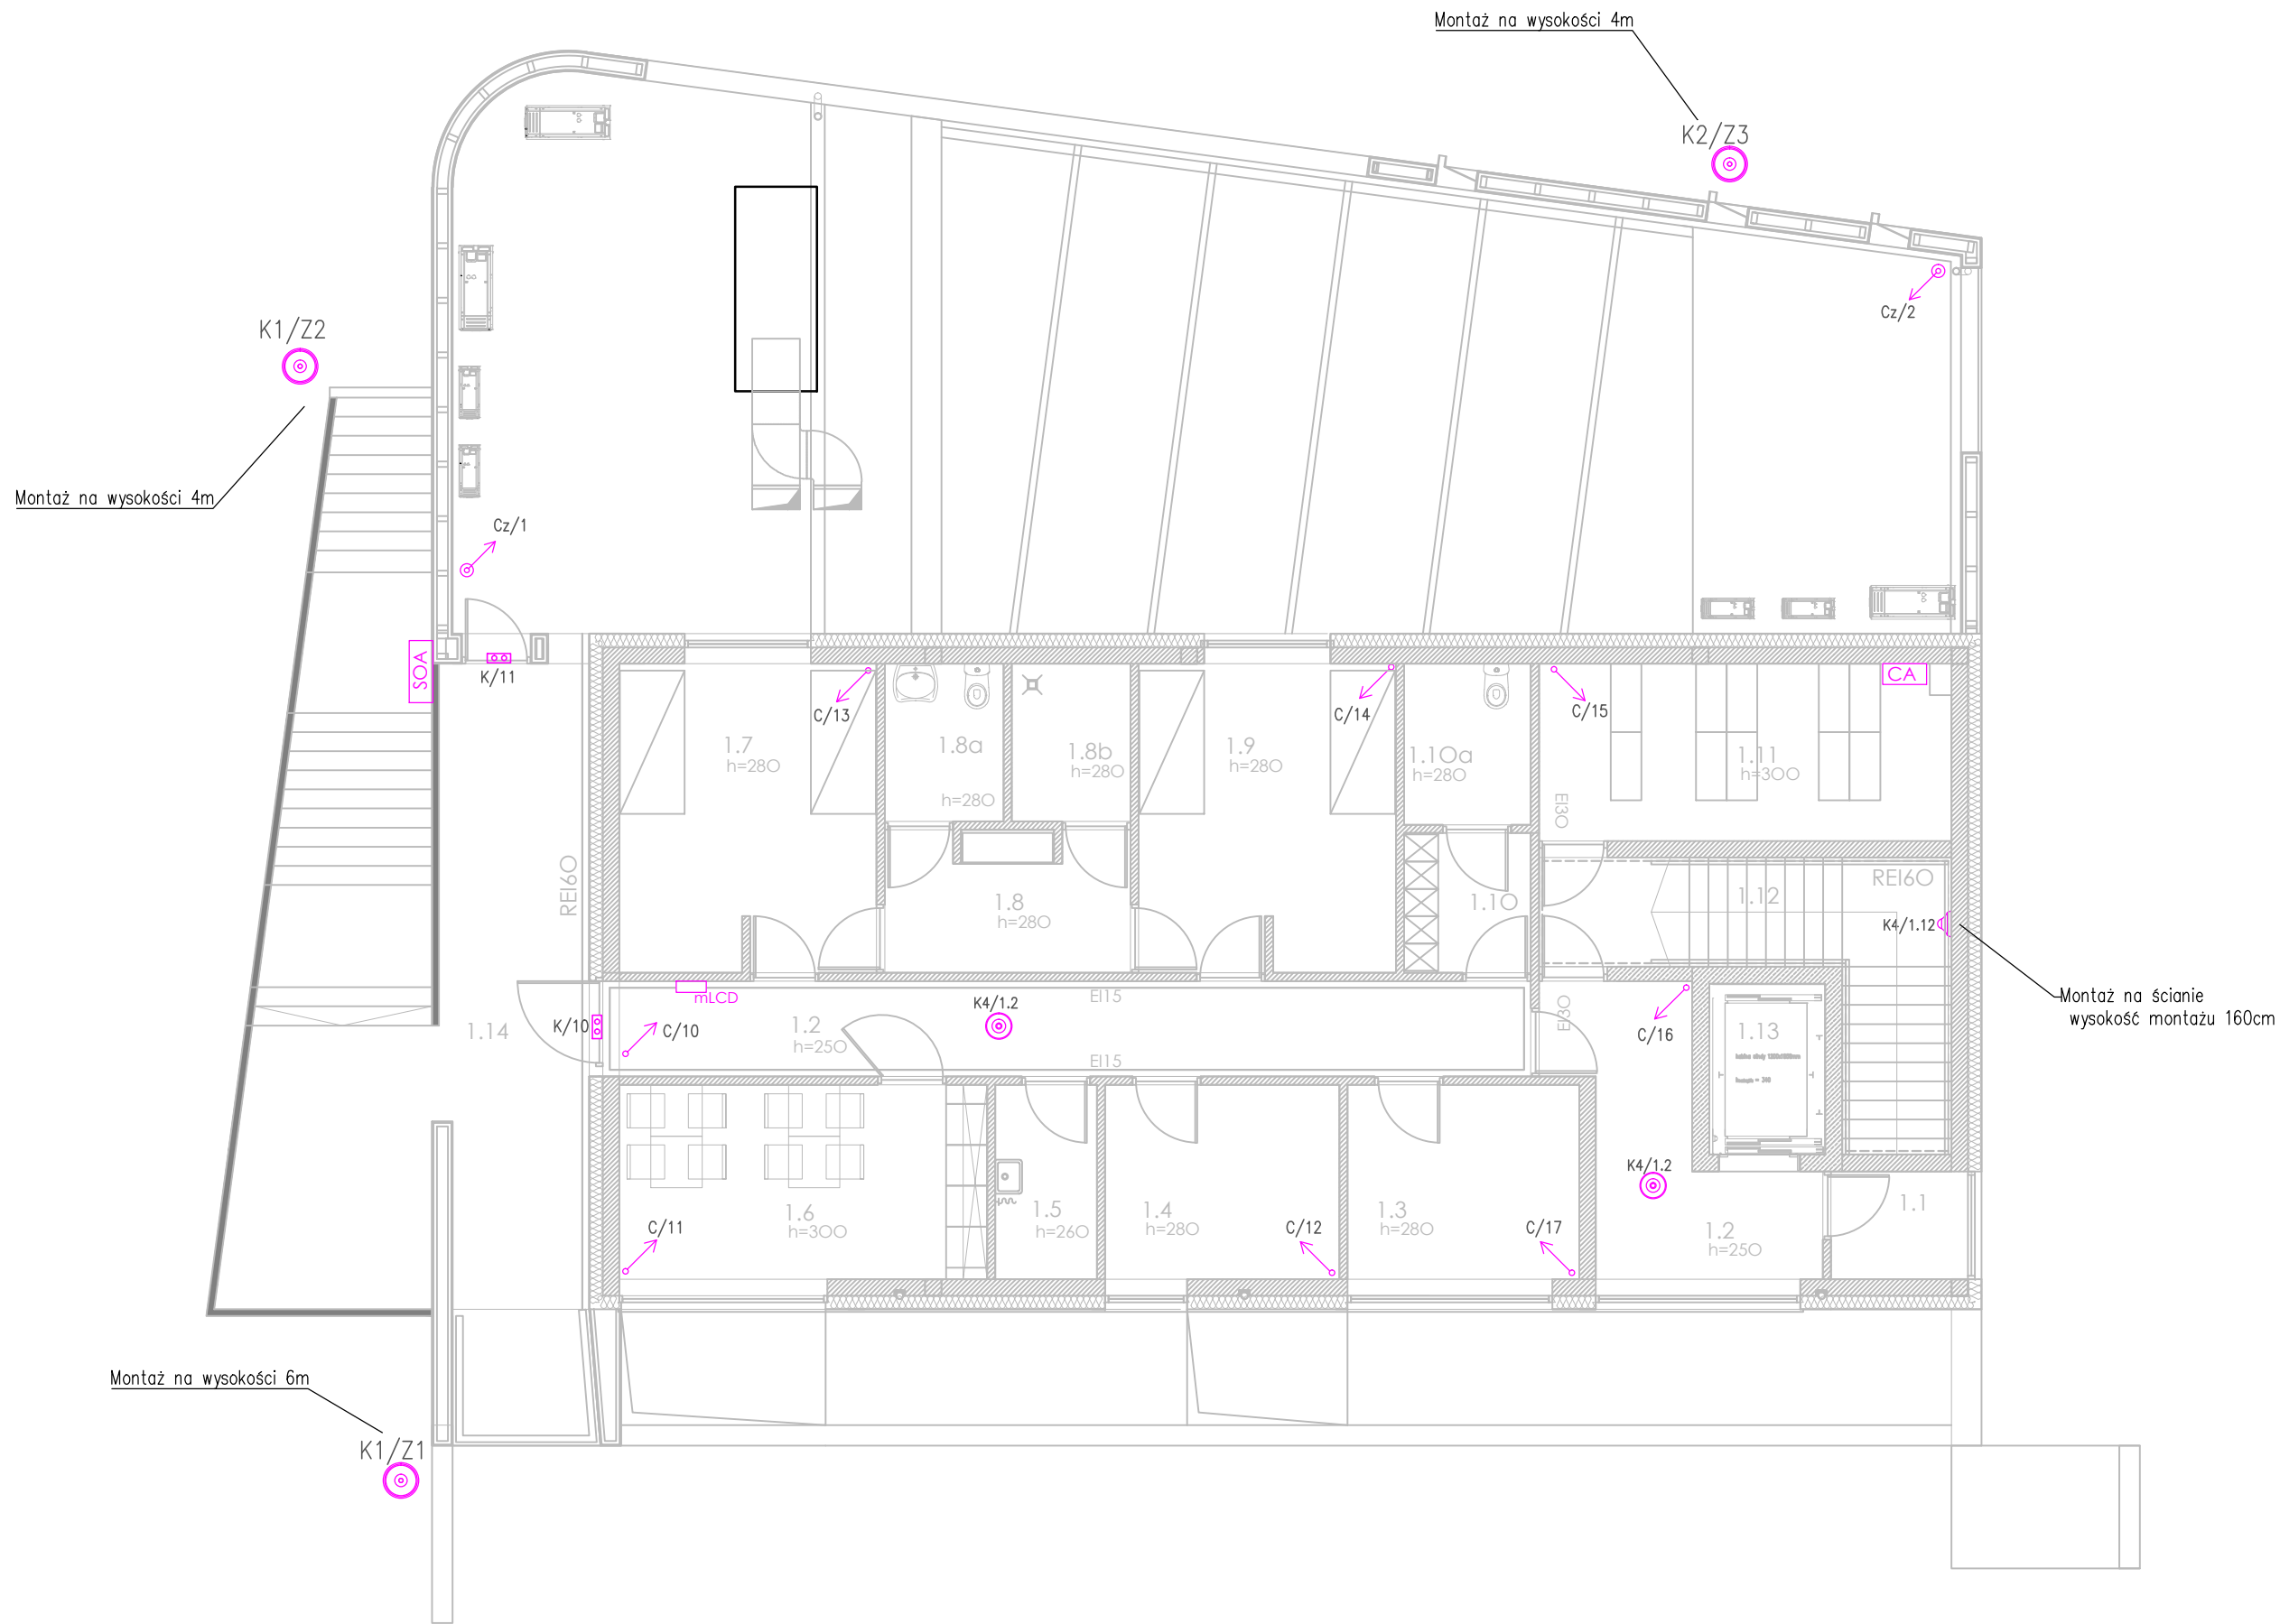 Montaż na wysokości 4m
K2/Z3
Cz/2
K1/Z2
Montaż na wysokości 4m
Cz/1
SOA
K/11
C/13
C/14
C/15
CA
1.7
h=280
1.8a
h=280
1.8b
h=280
1.9
h=280
1.10a
h=280
1.11
h=300
EI30
REI60
1.8
h=280
1.10
1.12
REI60
K4/1.12
Montaż na ścianie
wysokość montażu 160cm
mLCD
EI15
K4/1.2
1.14
K/10
C/10
1.2
h=250
EI15
EI30
C/16
1.13
K4/1.2
1.6
h=300
C/11
1.5
h=260
1.4
h=280
C/12
1.3
h=280
C/17
1.2
h=250
1.1
Montaż na wysokości 6m
K1/Z1